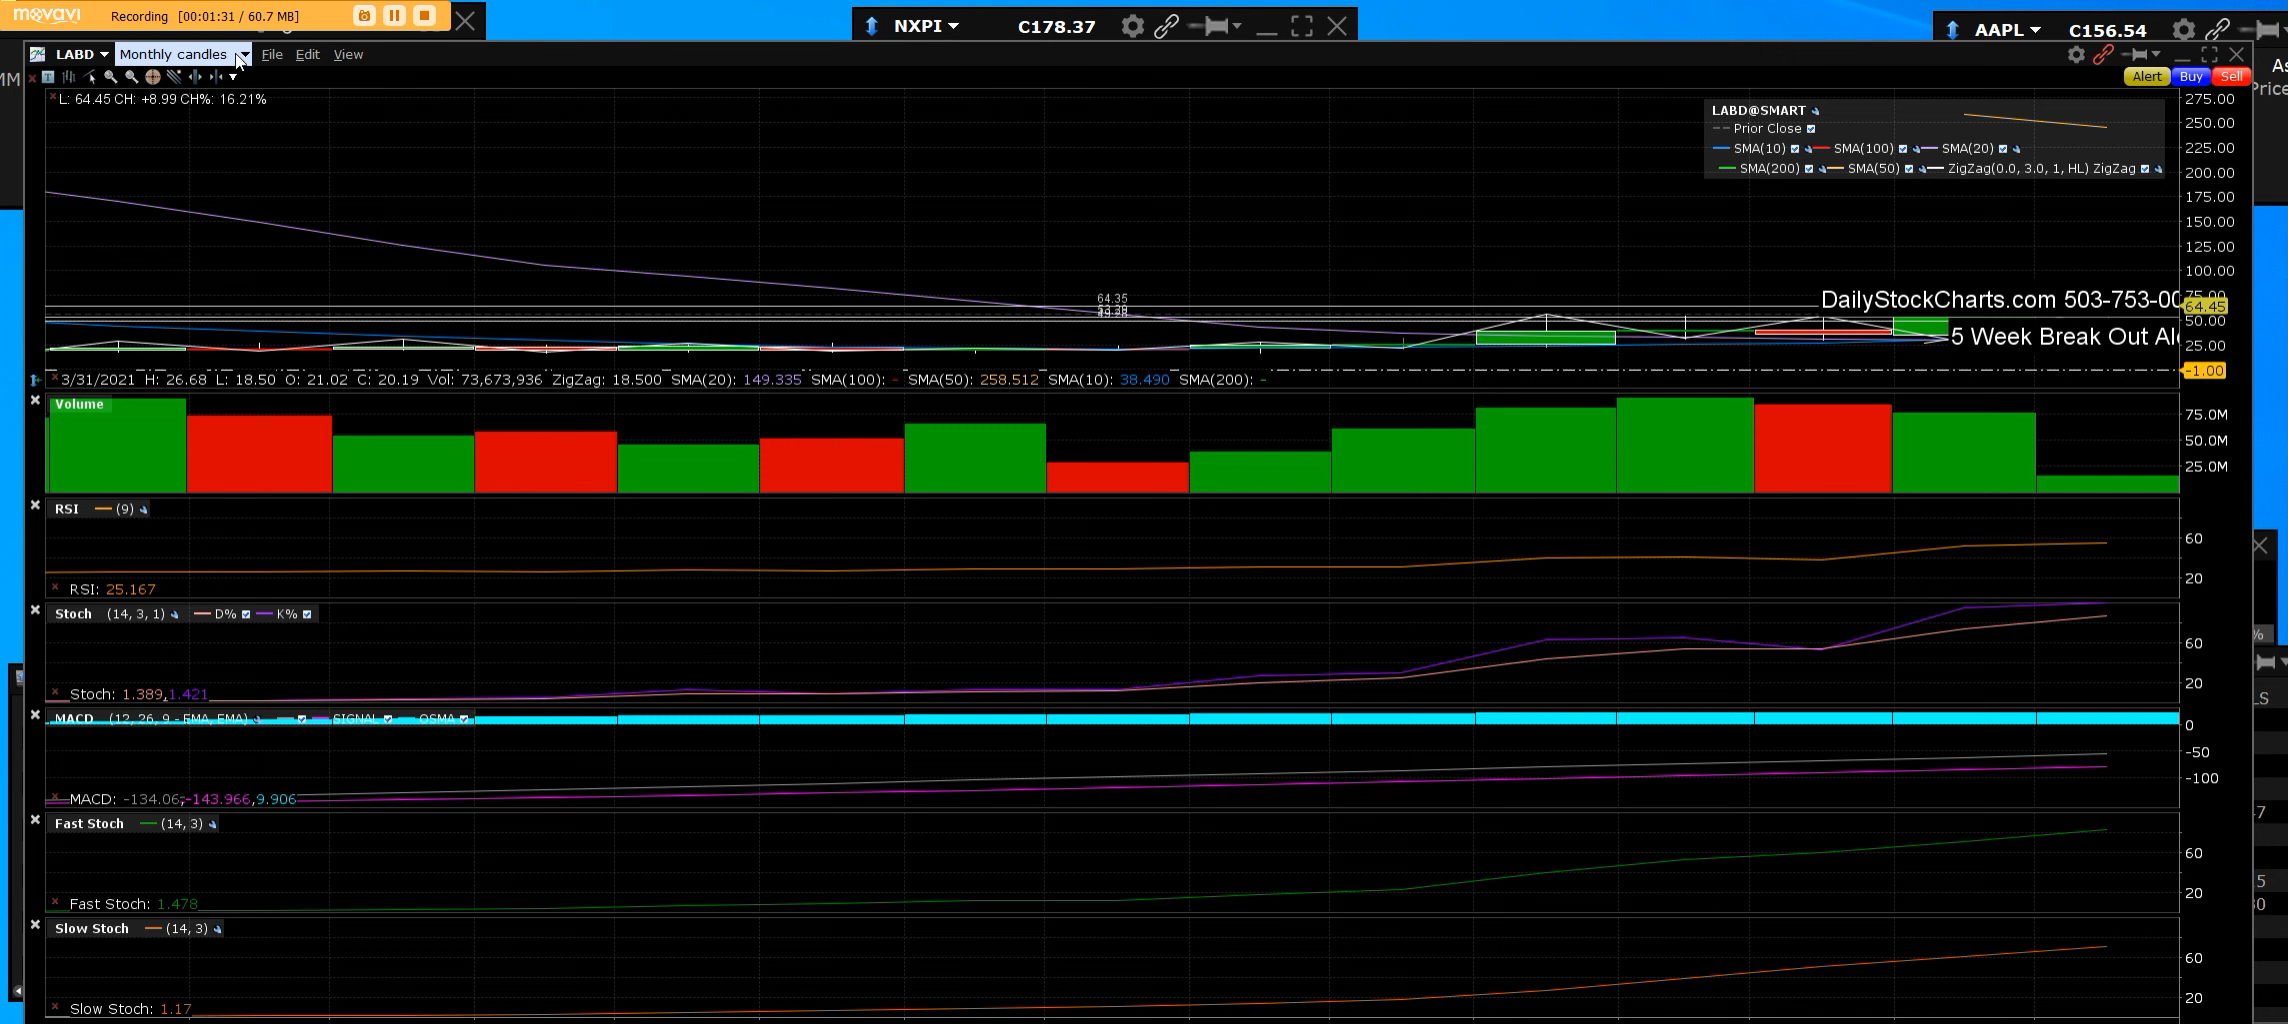 movavi
Recording [00:01:31 / 60.7 MB]
NXPI C178.37
AAPL C156.54
LABD Monthly candles File Edit View
Alert Buy Sell
L: 64.45 CH: +8.99 CH%: 16.21%
LABD@SMART
Prior Close
SMA(10) SMA(100) SMA(20)
SMA(200) SMA(50) ZigZag(0.0, 3.0, 1, HL) ZigZag
275.00
250.00
225.00
200.00
175.00
150.00
125.00
100.00
75.00
64.35
DailyStockCharts.com 503-753-00
64.45
50.00
5 Week Break Out Al
25.00
3/31/2021 H: 26.68 L: 18.50 O: 21.02 C: 20.19 Vol: 73,673,936 ZigZag: 18.500 SMA(20): 149.335 SMA(100): - SMA(50): 258.512 SMA(10): 38.490 SMA(200): -
-1.00
Volume
75.0M
50.0M
25.0M
RSI (9)
60
20
RSI: 25.167
Stoch (14, 3, 1) D% K%
60
20
Stoch: 1.389,1.421
MACD (12, 26, 9 - EMA, EMA) SIGNAL OSMA
0
-50
-100
MACD: -134.06,-143.966,9.906
Fast Stoch (14, 3)
60
20
Fast Stoch: 1.478
Slow Stoch (14, 3)
60
20
Slow Stoch: 1.17
MM
As
Price
%
LS
7
5
30